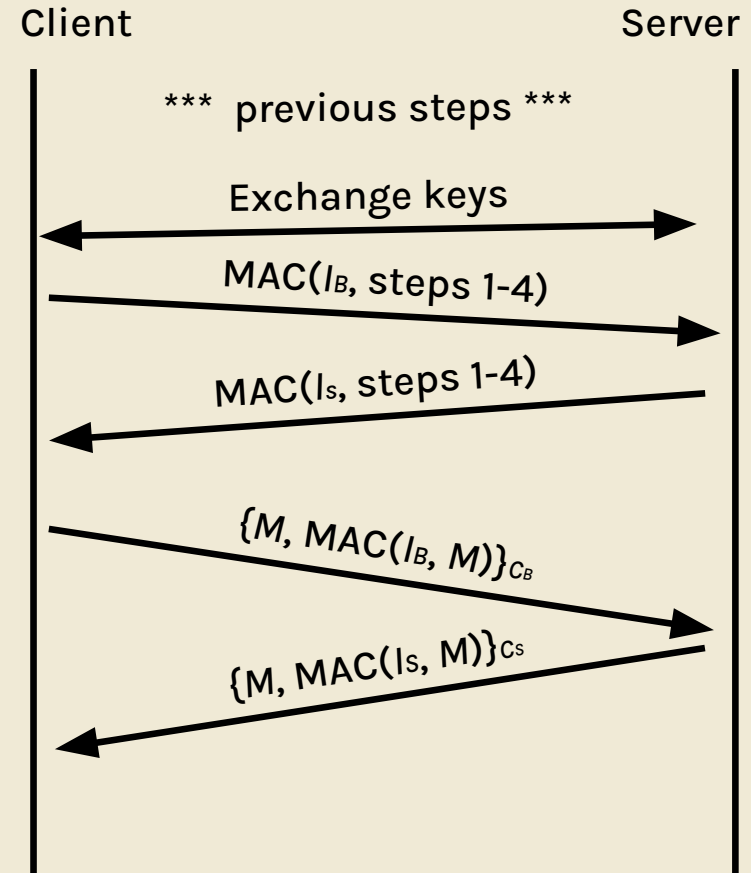 Client
Server
*** previous steps ***
Exchange keys
MAC(IB, steps 1-4)
MAC(Is, steps 1-4)
{M, MAC(IB, M)}CB
{M, MAC(IS, M)}CS